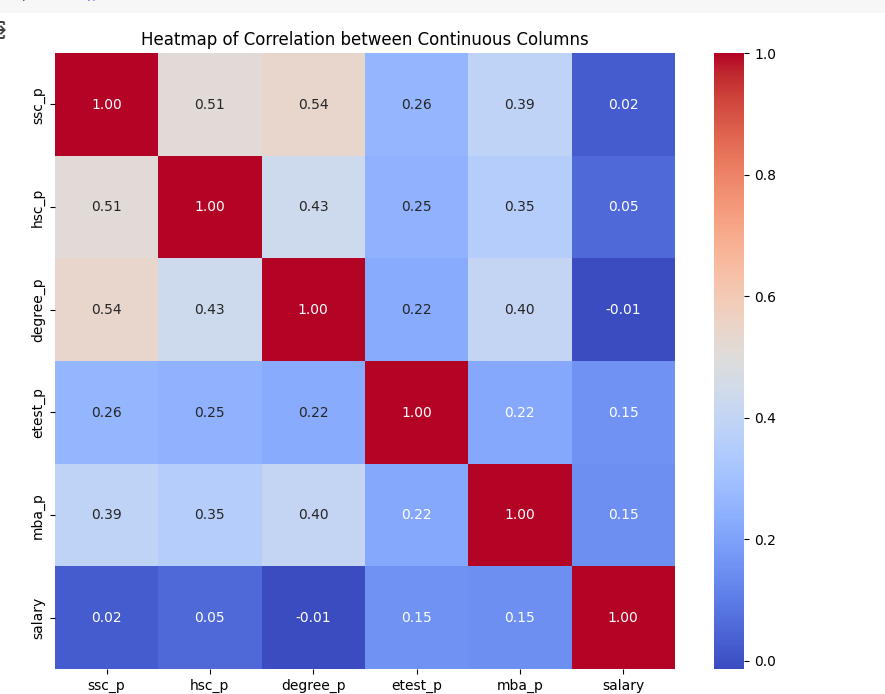 Heatmap of Correlation between Continuous Columns
ssc_p 1.00 0.51 0.54 0.26 0.39 0.02
hsc_p 0.51 1.00 0.43 0.25 0.35 0.05
degree_p 0.54 0.43 1.00 0.22 0.40 -0.01
etest_p 0.26 0.25 0.22 1.00 0.22 0.15
mba_p 0.39 0.35 0.40 0.22 1.00 0.15
salary 0.02 0.05 -0.01 0.15 0.15 1.00
ssc_p hsc_p degree_p etest_p mba_p salary
1.0
0.8
0.6
0.4
0.2
0.0